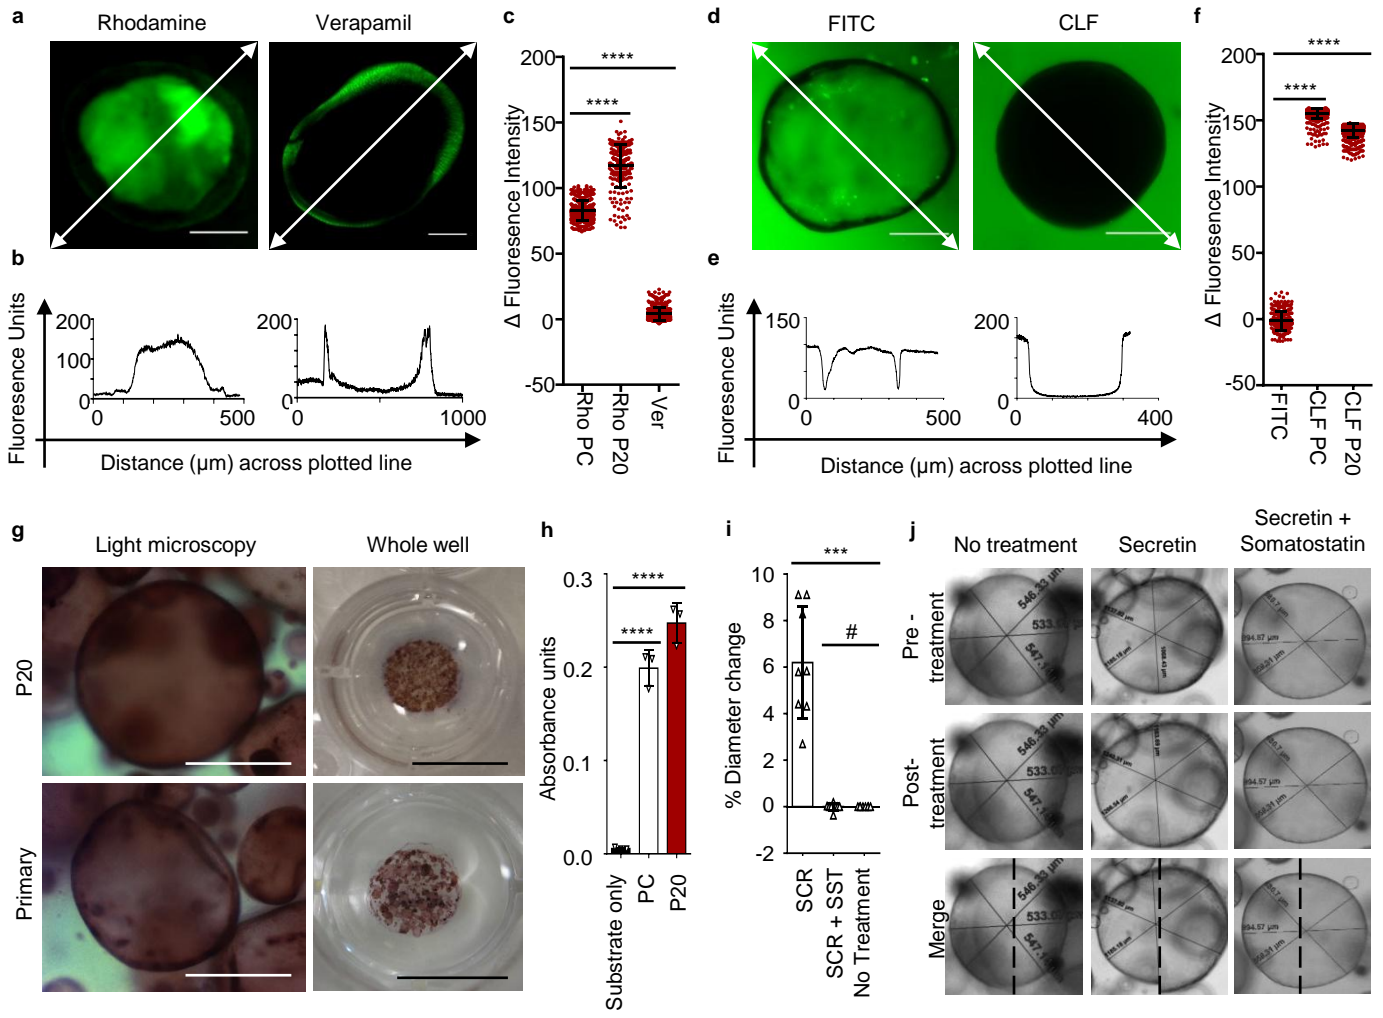 a
Rhodamine
Verapamil
b
Fluoresence Units
200
100
0
0
500
200
100
0
0
1000
Distance (µm) across plotted line
c
Δ Fluoresence Intensity
200
150
100
50
0
-50
****
****
Rho PC
Rho P20
Ver
d
FITC
CLF
e
Fluoresence Units
150
0
0
500
200
0
0
400
Distance (µm) across plotted line
f
Δ Fluoresence Intensity
200
150
100
50
0
-50
****
****
FITC
CLF PC
CLF P20
g
Light microscopy
Whole well
P20
Primary
h
Absorbance units
0.3
0.2
0.1
0.0
****
****
Substrate only
PC
P20
i
% Diameter change
10
8
6
4
2
0
-2
***
#
SCR
SCR + SST
No Treatment
j
No treatment
Secretin
Secretin +
Somatostatin
Pre -
treatment
Post-
treatment
Merge
546.33 µm